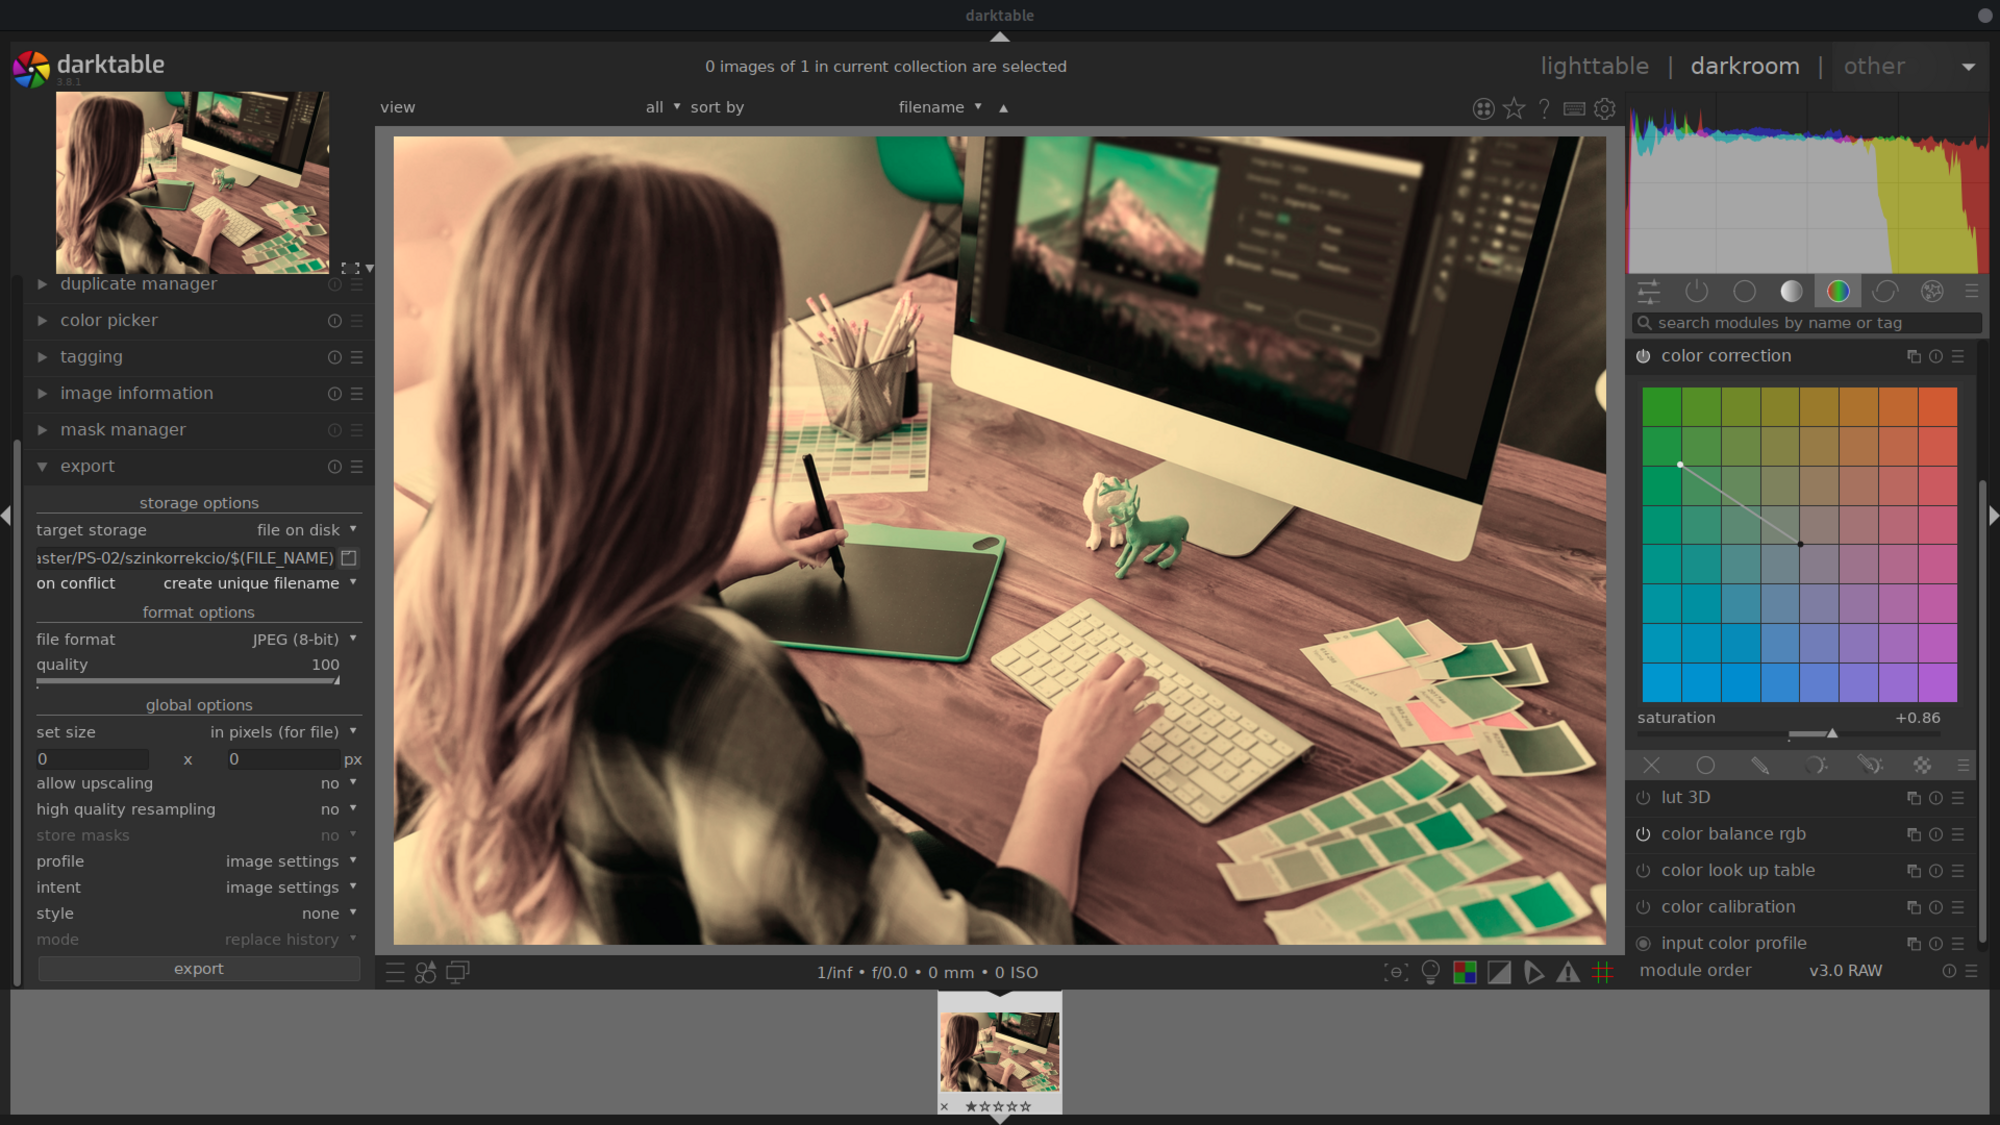 darktable
darktable
3.8.1
0 images of 1 in current collection are selected
lighttable | darkroom | other
view
all
sort by
filename
duplicate manager
color picker
tagging
image information
mask manager
export
storage options
target storage
file on disk
aster/PS-02/szinkorrekcio/$(FILE_NAME)
on conflict
create unique filename
format options
file format
JPEG (8-bit)
quality
100
global options
set size
in pixels (for file)
0
x
0
px
allow upscaling
no
high quality resampling
no
store masks
no
profile
image settings
intent
image settings
style
none
mode
replace history
export
1/inf • f/0.0 • 0 mm • 0 ISO
search modules by name or tag
color correction
saturation
+0.86
lut 3D
color balance rgb
color look up table
color calibration
input color profile
module order
v3.0 RAW